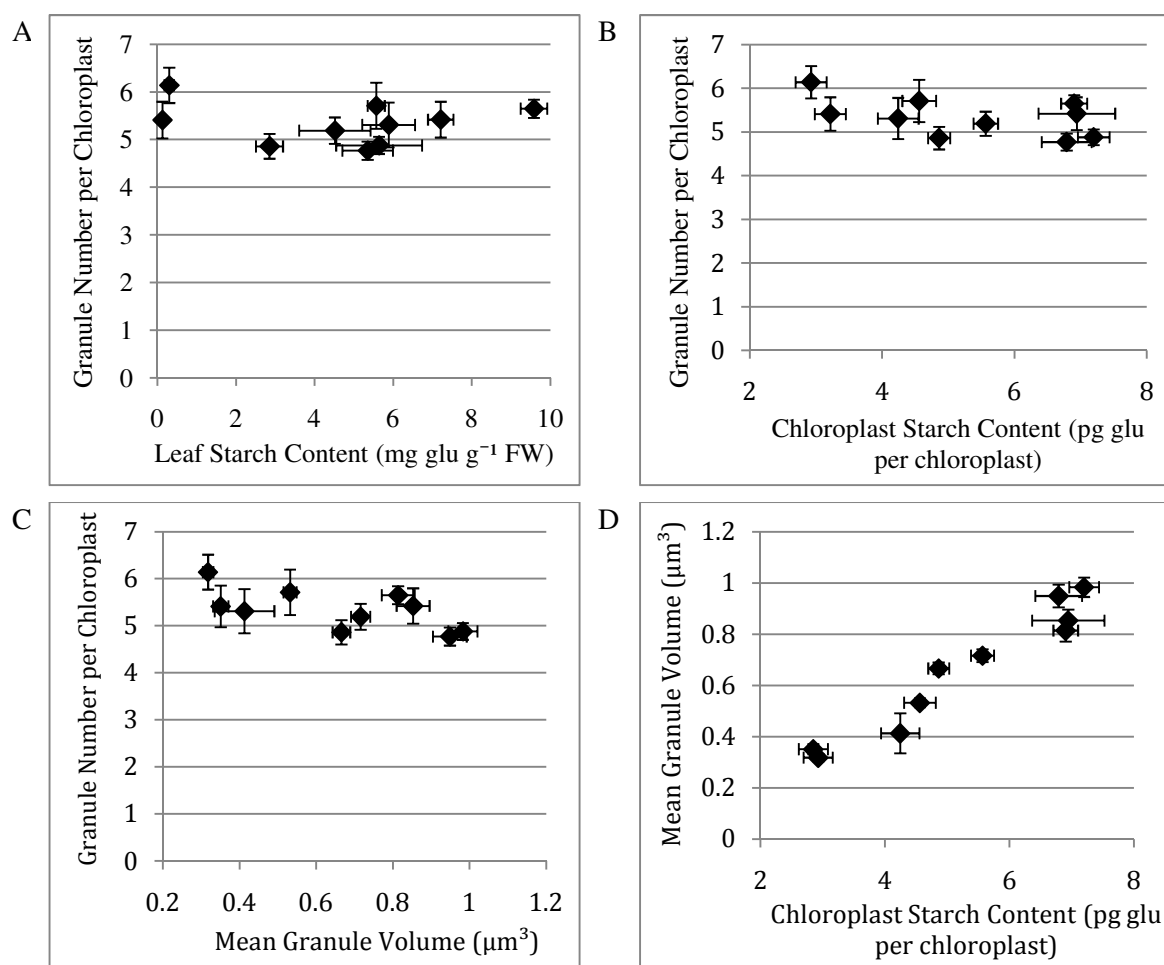 A
Granule Number per Chloroplast
7
6
5
4
3
2
1
0
0 2 4 6 8 10
Leaf Starch Content (mg glu g⁻¹ FW)
B
Granule Number per Chloroplast
7
6
5
4
3
2
1
0
2 4 6 8
Chloroplast Starch Content (pg glu
per chloroplast)
C
Granule Number per Chloroplast
7
6
5
4
3
2
1
0
0.2 0.4 0.6 0.8 1 1.2
Mean Granule Volume (μm³)
D
Mean Granule Volume (μm³)
1.2
1
0.8
0.6
0.4
0.2
0
2 4 6 8
Chloroplast Starch Content (pg glu
per chloroplast)